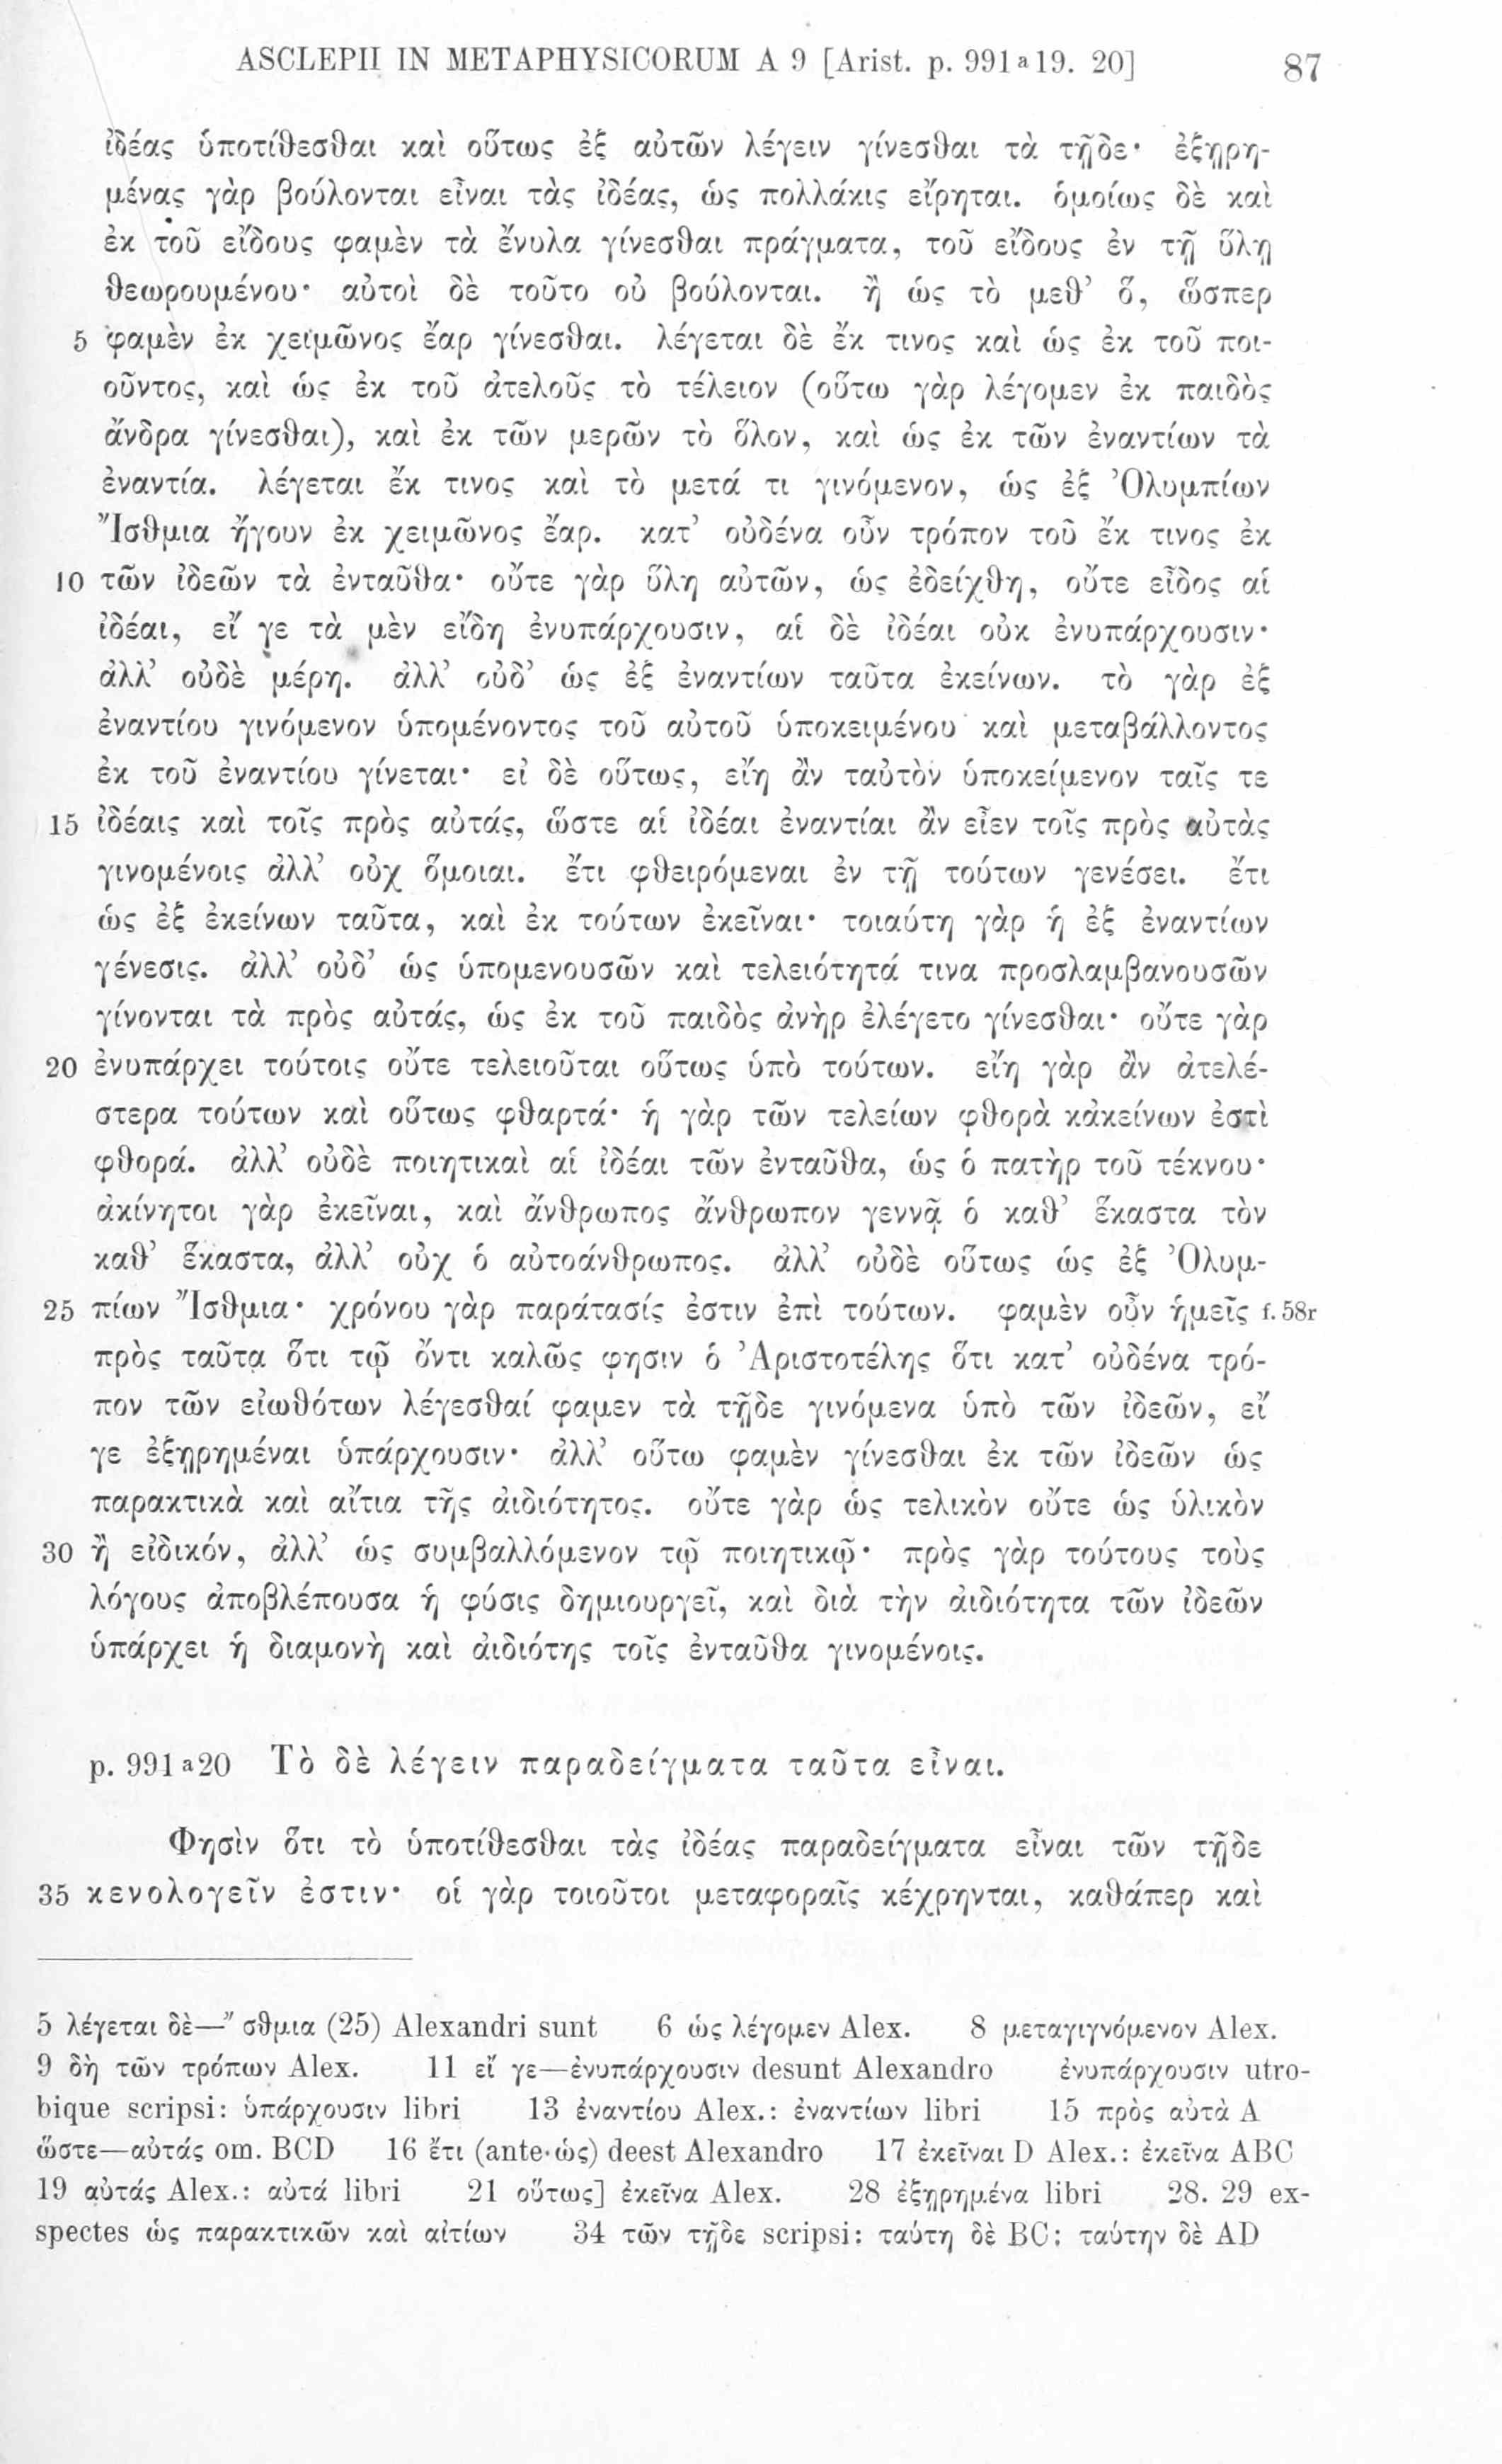 ASCLEPII IN METAPHYSICORUM A 9 [Arist. p. 991ᵃ19. 20] 87
ἰδέας ὑποτίθεσθαι καὶ οὕτως ἐξ αὐτῶν λέγειν γίνεσθαι τὰ τῇδε· ἐξῃρη-
μένας γὰρ βούλονται εἶναι τὰς ἰδέας, ὡς πολλάκις εἴρηται. ὁμοίως δὲ καὶ
ἐκ τοῦ εἴδους φαμὲν τὰ ἔνυλα γίνεσθαι πράγματα, τοῦ εἴδους ἐν τῇ ὕλῃ
θεωρουμένου· αὐτοὶ δὲ τοῦτο οὐ βούλονται. ἢ ὡς τὸ μεθ’ ὅ, ὥσπερ
5 φαμὲν ἐκ χειμῶνος ἔαρ γίνεσθαι. λέγεται δὲ ἔκ τινος καὶ ὡς ἐκ τοῦ ποι-
οῦντος, καὶ ὡς ἐκ τοῦ ἀτελοῦς τὸ τέλειον (οὕτω γὰρ λέγομεν ἐκ παιδὸς
ἄνδρα γίνεσθαι), καὶ ἐκ τῶν μερῶν τὸ ὅλον, καὶ ὡς ἐκ τῶν ἐναντίων τὰ
ἐναντία. λέγεται ἔκ τινος καὶ τὸ μετά τι γινόμενον, ὡς ἐξ Ὀλυμπίων
Ἴσθμια ἤγουν ἐκ χειμῶνος ἔαρ. κατ’ οὐδένα οὖν τρόπον τοῦ ἔκ τινος ἐκ
10 τῶν ἰδεῶν τὰ ἐνταῦθα· οὔτε γὰρ ὕλη αὐτῶν, ὡς ἐδείχθη, οὔτε εἶδος αἱ
ἰδέαι, εἴ γε τὰ μὲν εἴδη ἐνυπάρχουσιν, αἱ δὲ ἰδέαι οὐκ ἐνυπάρχουσιν·
ἀλλ’ οὐδὲ μέρη. ἀλλ’ οὐδ’ ὡς ἐξ ἐναντίων ταῦτα ἐκείνων. τὸ γὰρ ἐξ
ἐναντίου γινόμενον ὑπομένοντος τοῦ αὐτοῦ ὑποκειμένου καὶ μεταβάλλοντος
ἐκ τοῦ ἐναντίου γίνεται· εἰ δὲ οὕτως, εἴη ἂν ταὐτὸν ὑποκείμενον ταῖς τε
15 ἰδέαις καὶ τοῖς πρὸς αὐτάς, ὥστε αἱ ἰδέαι ἐναντίαι ἂν εἶεν τοῖς πρὸς αὐτὰς
γινομένοις ἀλλ’ οὐχ ὅμοιαι. ἔτι φθειρόμεναι ἐν τῇ τούτων γενέσει. ἔτι
ὡς ἐξ ἐκείνων ταῦτα, καὶ ἐκ τούτων ἐκεῖναι· τοιαύτη γὰρ ἡ ἐξ ἐναντίων
γένεσις. ἀλλ’ οὐδ’ ὡς ὑπομενουσῶν καὶ τελειότητά τινα προσλαμβανουσῶν
γίνονται τὰ πρὸς αὐτάς, ὡς ἐκ τοῦ παιδὸς ἀνὴρ ἐλέγετο γίνεσθαι· οὔτε γὰρ
20 ἐνυπάρχει τούτοις οὔτε τελειοῦται οὕτως ὑπὸ τούτων. εἴη γὰρ ἂν ἀτελέ-
στερα τούτων καὶ οὕτως φθαρτά· ἡ γὰρ τῶν τελείων φθορὰ κἀκείνων ἐστὶ
φθορά. ἀλλ’ οὐδὲ ποιητικαὶ αἱ ἰδέαι τῶν ἐνταῦθα, ὡς ὁ πατὴρ τοῦ τέκνου·
ἀκίνητοι γὰρ ἐκεῖναι, καὶ ἄνθρωπος ἄνθρωπον γεννᾷ ὁ καθ’ ἕκαστα τὸν
καθ’ ἕκαστα, ἀλλ’ οὐχ ὁ αὐτοάνθρωπος. ἀλλ’ οὐδὲ οὕτως ὡς ἐξ Ὀλυμ-
25 πίων Ἴσθμια· χρόνου γὰρ παράτασίς ἐστιν ἐπὶ τούτων. φαμὲν οὖν ἡμεῖς f. 58r
πρὸς ταῦτα ὅτι τῷ ὄντι καλῶς φησιν ὁ Ἀριστοτέλης ὅτι κατ’ οὐδένα τρό-
πον τῶν εἰωθότων λέγεσθαί φαμεν τὰ τῇδε γινόμενα ὑπὸ τῶν ἰδεῶν, εἴ
γε ἐξῃρημέναι ὑπάρχουσιν· ἀλλ’ οὕτω φαμὲν γίνεσθαι ἐκ τῶν ἰδεῶν ὡς
παρακτικὰ καὶ αἴτια τῆς ἀιδιότητος. οὔτε γὰρ ὡς τελικὸν οὔτε ὡς ὑλικὸν
30 ἢ εἰδικόν, ἀλλ’ ὡς συμβαλλόμενον τῷ ποιητικῷ· πρὸς γὰρ τούτους τοὺς
λόγους ἀποβλέπουσα ἡ φύσις δημιουργεῖ, καὶ διὰ τὴν ἀιδιότητα τῶν ἰδεῶν
ὑπάρχει ἡ διαμονὴ καὶ ἀιδιότης τοῖς ἐνταῦθα γινομένοις.
p. 991ᵃ20 Τὸ δὲ λέγειν παραδείγματα ταῦτα εἶναι.
Φησὶν ὅτι τὸ ὑποτίθεσθαι τὰς ἰδέας παραδείγματα εἶναι τῶν τῇδε
35 κενολογεῖν ἐστιν· οἱ γὰρ τοιοῦτοι μεταφοραῖς κέχρηνται, καθάπερ καὶ
5 λέγεται δὲ—῎σθμια (25) Alexandri sunt 6 ὡς λέγομεν Alex. 8 μεταγιγνόμενον Alex.
9 δὴ τῶν τρόπων Alex. 11 εἴ γε—ἐνυπάρχουσιν desunt Alexandro ἐνυπάρχουσιν utro-
bique scripsi: ὑπάρχουσιν libri 13 ἐναντίου Alex.: ἐναντίων libri 15 πρὸς αὐτὰ A
ὥστε—αὐτάς om. BCD 16 ἔτι (ante ὡς) deest Alexandro 17 ἐκεῖναι D Alex.: ἐκεῖνα ABC
19 αὐτάς Alex.: αὐτά libri 21 οὕτως] ἐκεῖνα Alex. 28 ἐξῃρημένα libri 28. 29 ex-
spectes ὡς παρακτικῶν καὶ αἰτίων 34 τῶν τῇδε scripsi: ταύτῃ δὲ BC: ταύτην δὲ AD